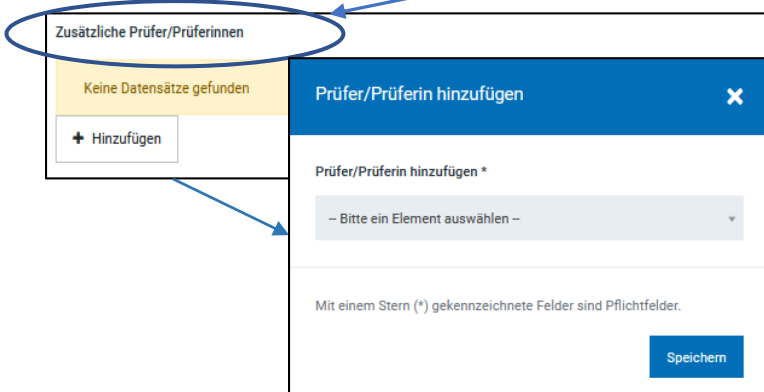 Zusätzliche Prüfer/Prüferinnen
Keine Datensätze gefunden
+ Hinzufügen
Prüfer/Prüferin hinzufügen
Prüfer/Prüferin hinzufügen *
-- Bitte ein Element auswählen --
Mit einem Stern (*) gekennzeichnete Felder sind Pflichtfelder.
Speichern